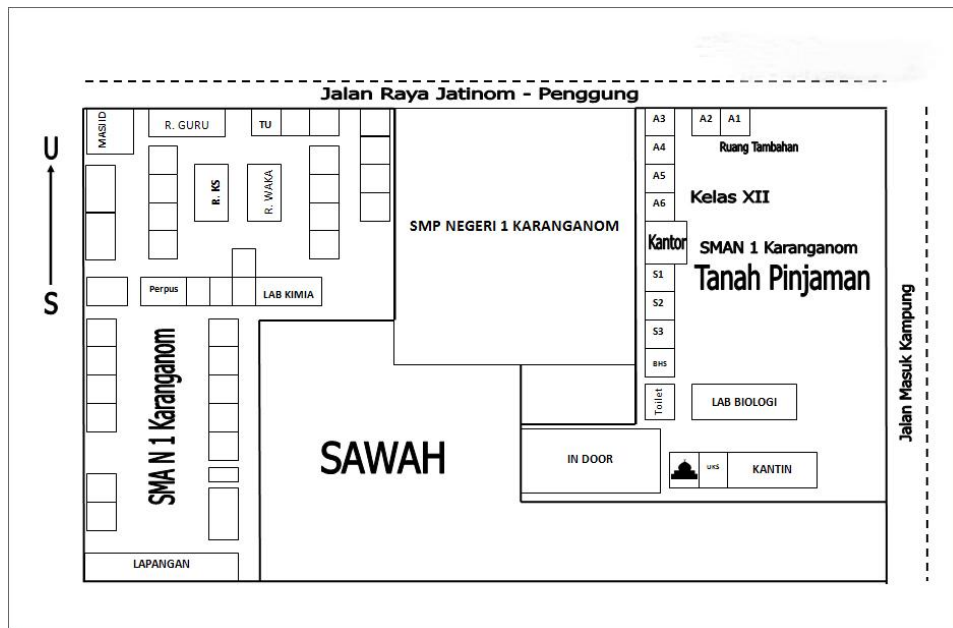 Jalan Raya Jatinom - Penggung
U
S
MASJID
R. GURU
TU
R. KS
R. WAKA
Perpus
LAB KIMIA
SMA N 1 Karanganom
LAPANGAN
SMP NEGERI 1 KARANGANOM
SAWAH
IN DOOR
A3
A2
A1
Ruang Tambahan
A4
A5
A6
Kelas XII
Kantor
SMAN 1 Karanganom
Tanah Pinjaman
S1
S2
S3
BHS
Toilet
LAB BIOLOGI
UKS
KANTIN
Jalan Masuk Kampung